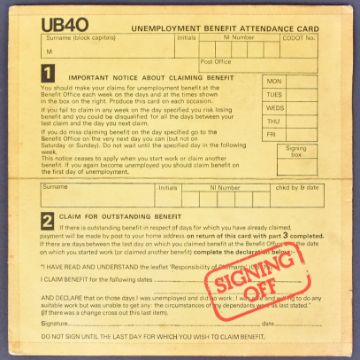 UB40
UNEMPLOYMENT BENEFIT ATTENDANCE CARD
Surname (block capitals) Initials NI Number CODOT No.
M
Post Office
1 IMPORTANT NOTICE ABOUT CLAIMING BENEFIT
You should make your claims for unemployment benefit at the
Benefit Office each week on the days and at the times shown
in the box on the right. Produce this card on each occasion.
If you fail to claim in any week on the day specified you risk losing
benefit and you could be disqualified for all the days between your
last claim and the day you next claim.
If you do miss claiming benefit on the day specified go to the
Benefit Office on the very next day you can (but not on
Saturday or Sunday). Do not wait until the specified day in the following
week.
This notice ceases to apply when you start work or claim another
benefit. If you again become unemployed you should claim benefit on
the first day of unemployment.
MON
TUES
WEDS
THU
FRI
Signing
box
Surname Initials NI Number chkd by & date
2 CLAIM FOR OUTSTANDING BENEFIT
If there is outstanding benefit in respect of days for which you have already claimed,
payment will be made by post to your home address on return of this card with part 3 completed.
If there are days between the last day on which you claimed benefit at the Benefit Office and the date
on which you started work (or claimed another benefit) complete the declaration below:-
"I HAVE READ AND UNDERSTAND the leaflet "Responsibility of Claimants"
I CLAIM BENEFIT for the following dates
AND DECLARE that on those days I was unemployed and did no work: I was able and willing to do any
suitable work but was unable to get any: the circumstances of my dependants were as last stated."
(If there was a change cross out this last item).
Signature date
DO NOT SIGN UNTIL THE LAST DAY FOR WHICH YOU WISH TO CLAIM BENEFIT.
SIGNING
OFF